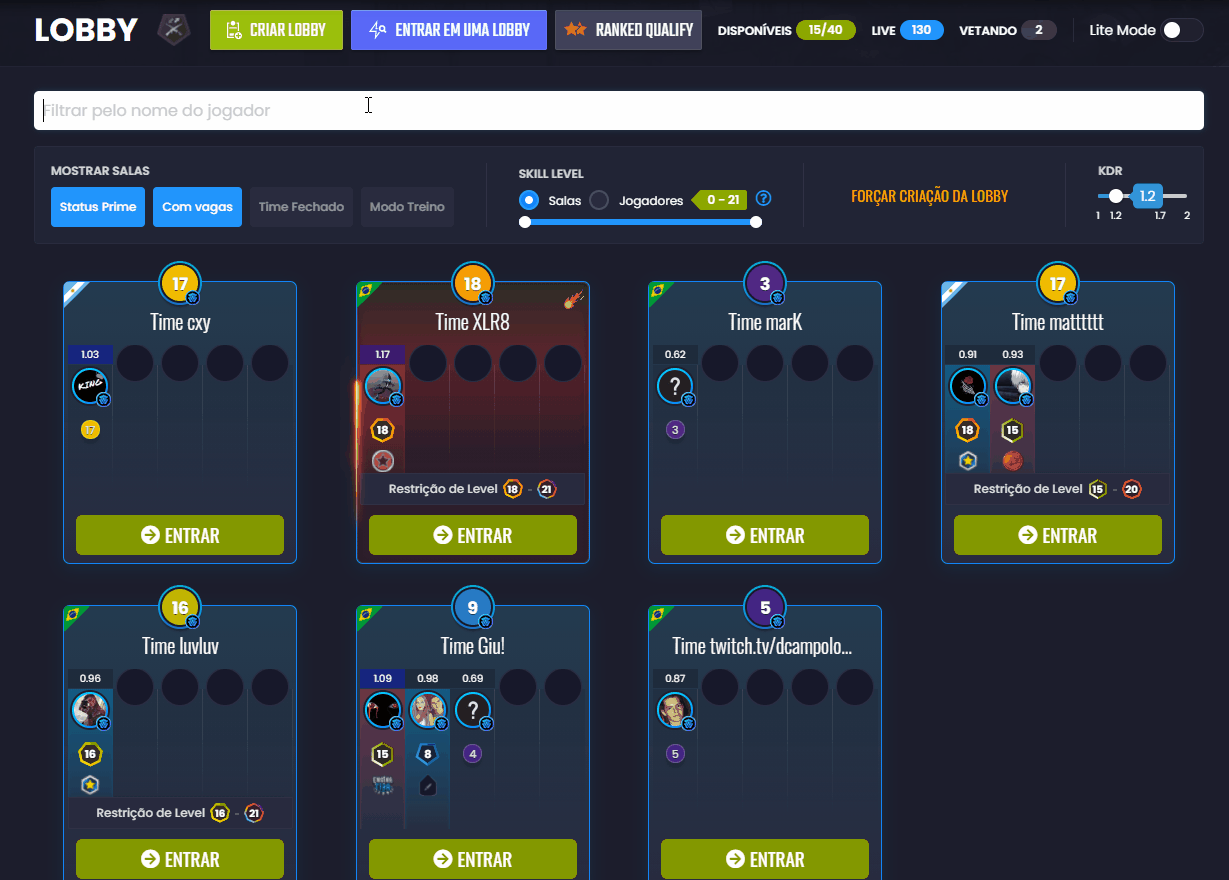 LOBBY
CRIAR LOBBY
ENTRAR EM UMA LOBBY
RANKED QUALIFY
DISPONÍVEIS 15/40
LIVE 130
VETANDO 2
Lite Mode
Filtrar pelo nome do jogador
MOSTRAR SALAS
Status Prime
Com vagas
Time Fechado
Modo Treino
SKILL LEVEL
Salas
Jogadores
0 - 21
?
FORÇAR CRIAÇÃO DA LOBBY
KDR
1.2
1 1.2 1.7 2
17
Time cxy
1.03
KING
17
ENTRAR
18
Time XLR8
1.17
18
Restrição de Level 18 - 21
ENTRAR
3
Time marK
0.62
?
3
ENTRAR
17
Time matttttt
0.91 0.93
18 15
Restrição de Level 15 - 20
ENTRAR
16
Time luvluv
0.96
16
Restrição de Level 16 - 21
ENTRAR
9
Time Giu!
1.09 0.98 0.69
?
15 8 4
ENTRAR
5
Time twitch.tv/dcampolo...
0.87
5
ENTRAR